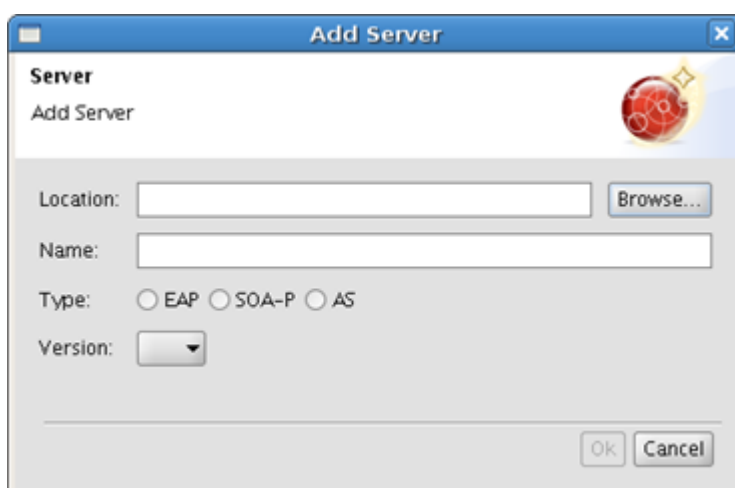 Add Server
Server
Add Server
Location: Browse...
Name:
Type: EAP SOA-P AS
Version:
Ok Cancel